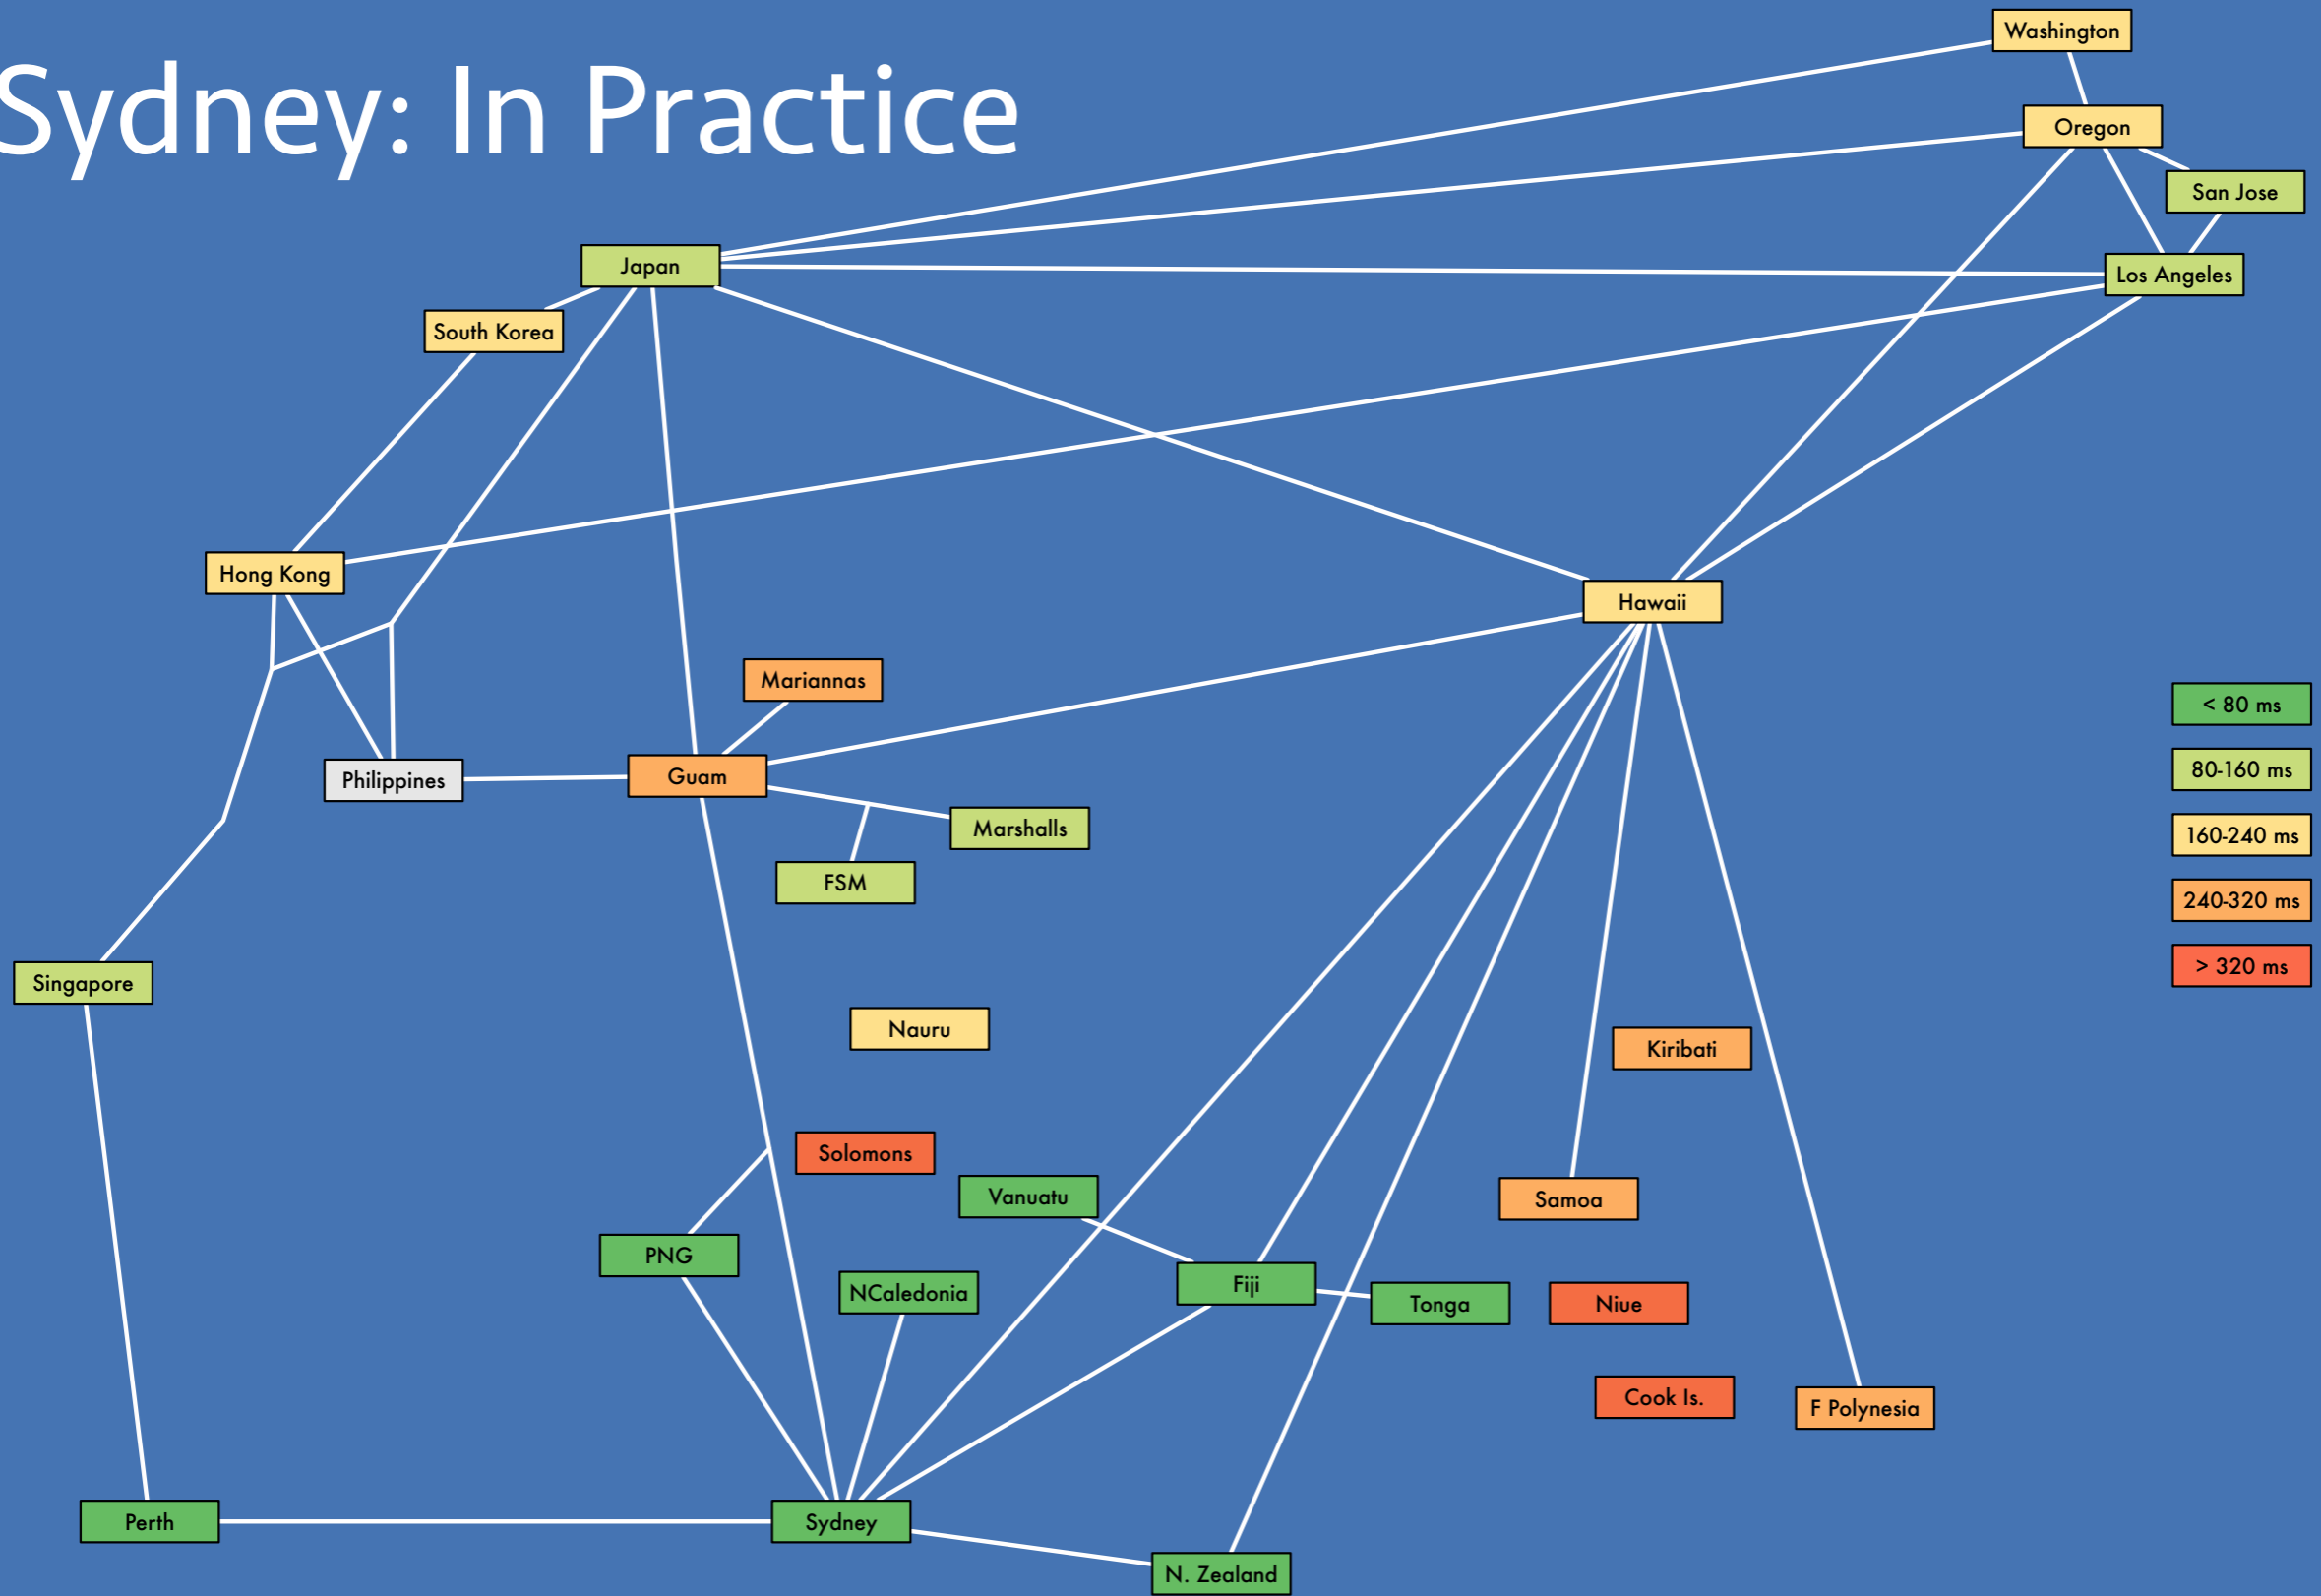 Sydney: In Practice
Washington
Oregon
San Jose
Japan
Los Angeles
South Korea
Hong Kong
Hawaii
Mariannas
< 80 ms
Philippines
Guam
80-160 ms
Marshalls
160-240 ms
FSM
240-320 ms
Singapore
> 320 ms
Nauru
Kiribati
Solomons
Vanuatu
Samoa
PNG
NCaledonia
Fiji
Tonga
Niue
Cook Is.
F Polynesia
Perth
Sydney
N. Zealand